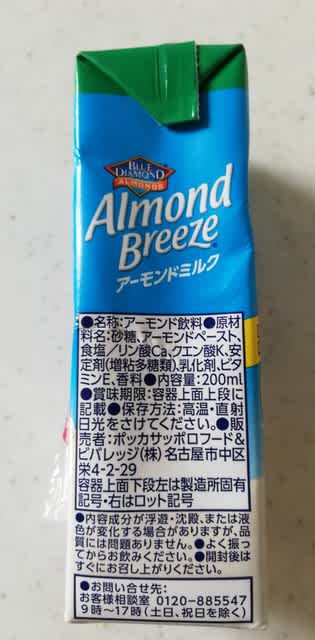 BLUE
DIAMOND
ALMONDS
Almond
Breeze®
アーモンドミルク
●名称:アーモンド飲料●原材
料名:砂糖、アーモンドペースト、
食塩／リン酸Ca、クエン酸K、安
定剤(増粘多糖類)、乳化剤、ビタ
ミンE、香料●内容量:200ml
●賞味期限:容器上面上段に
記載●保存方法:高温・直射
日光をさけてください。●販
売者:ポッカサッポロフード＆
ビバレッジ(株) 名古屋市中区
栄4-2-29
容器上面下段左は製造所固有
記号・右はロット記号
●内容成分が浮遊・沈殿、または液
色が変化する場合がありますが、品
質には問題ありません。●よく振っ
てからお飲みください。●開封後は
すぐにお召し上がりください。
●お問い合せ先:
お客様相談室 0120-885547
9時〜17時(土日、祝日を除く)